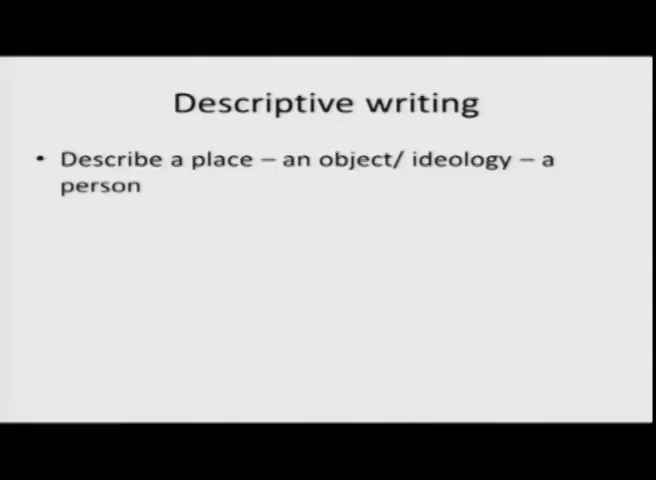 Descriptive writing
• Describe a place – an object/ ideology – a
person